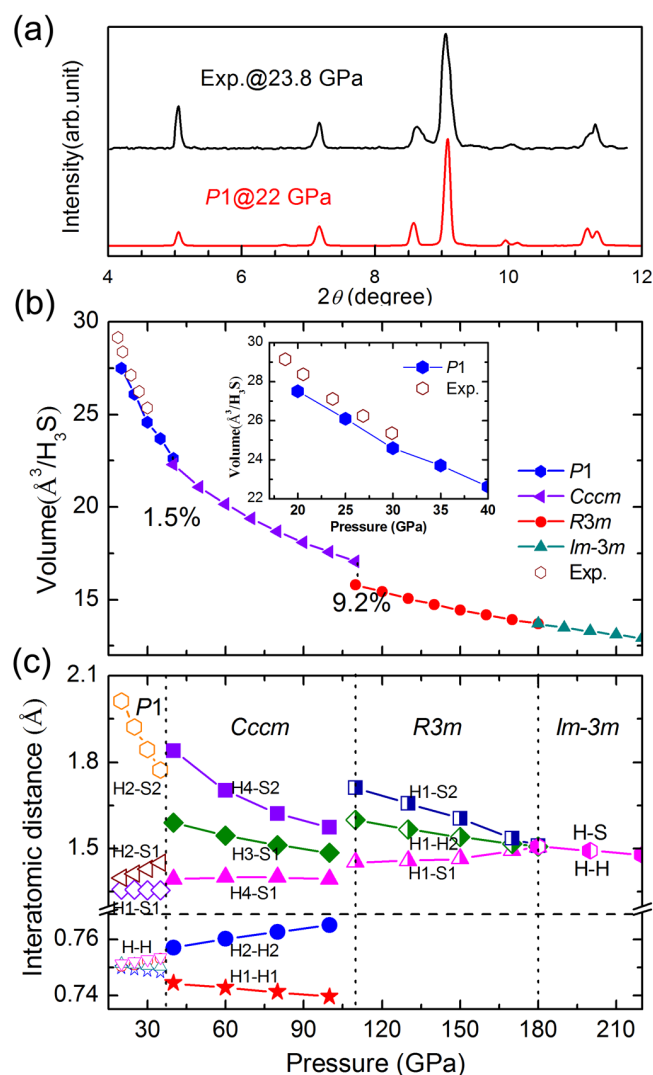 (a)
Exp.@23.8 GPa
P1@22 GPa
Intensity(arb.unit)
4 6 8 10 12
2θ (degree)
(b)
30
27
24
21
18
15
Volume(Å³/H₃S)
30
28
26
24
22
Volume(Å³/H₃S)
P1
Exp.
20 25 30 35 40
Pressure (GPa)
1.5%
9.2%
P1
Cccm
R3m
Im-3m
Exp.
(c)
2.1
1.8
1.5
0.76
0.74
Interatomic distance (Å)
P1
Cccm
R3m
Im-3m
H2-S2
H4-S2
H1-S2
H2-S1
H3-S1
H1-H2
H-S
H-H
H1-S1
H4-S1
H1-S1
H-H
H2-H2
H1-H1
30 60 90 120 150 180 210
Pressure (GPa)